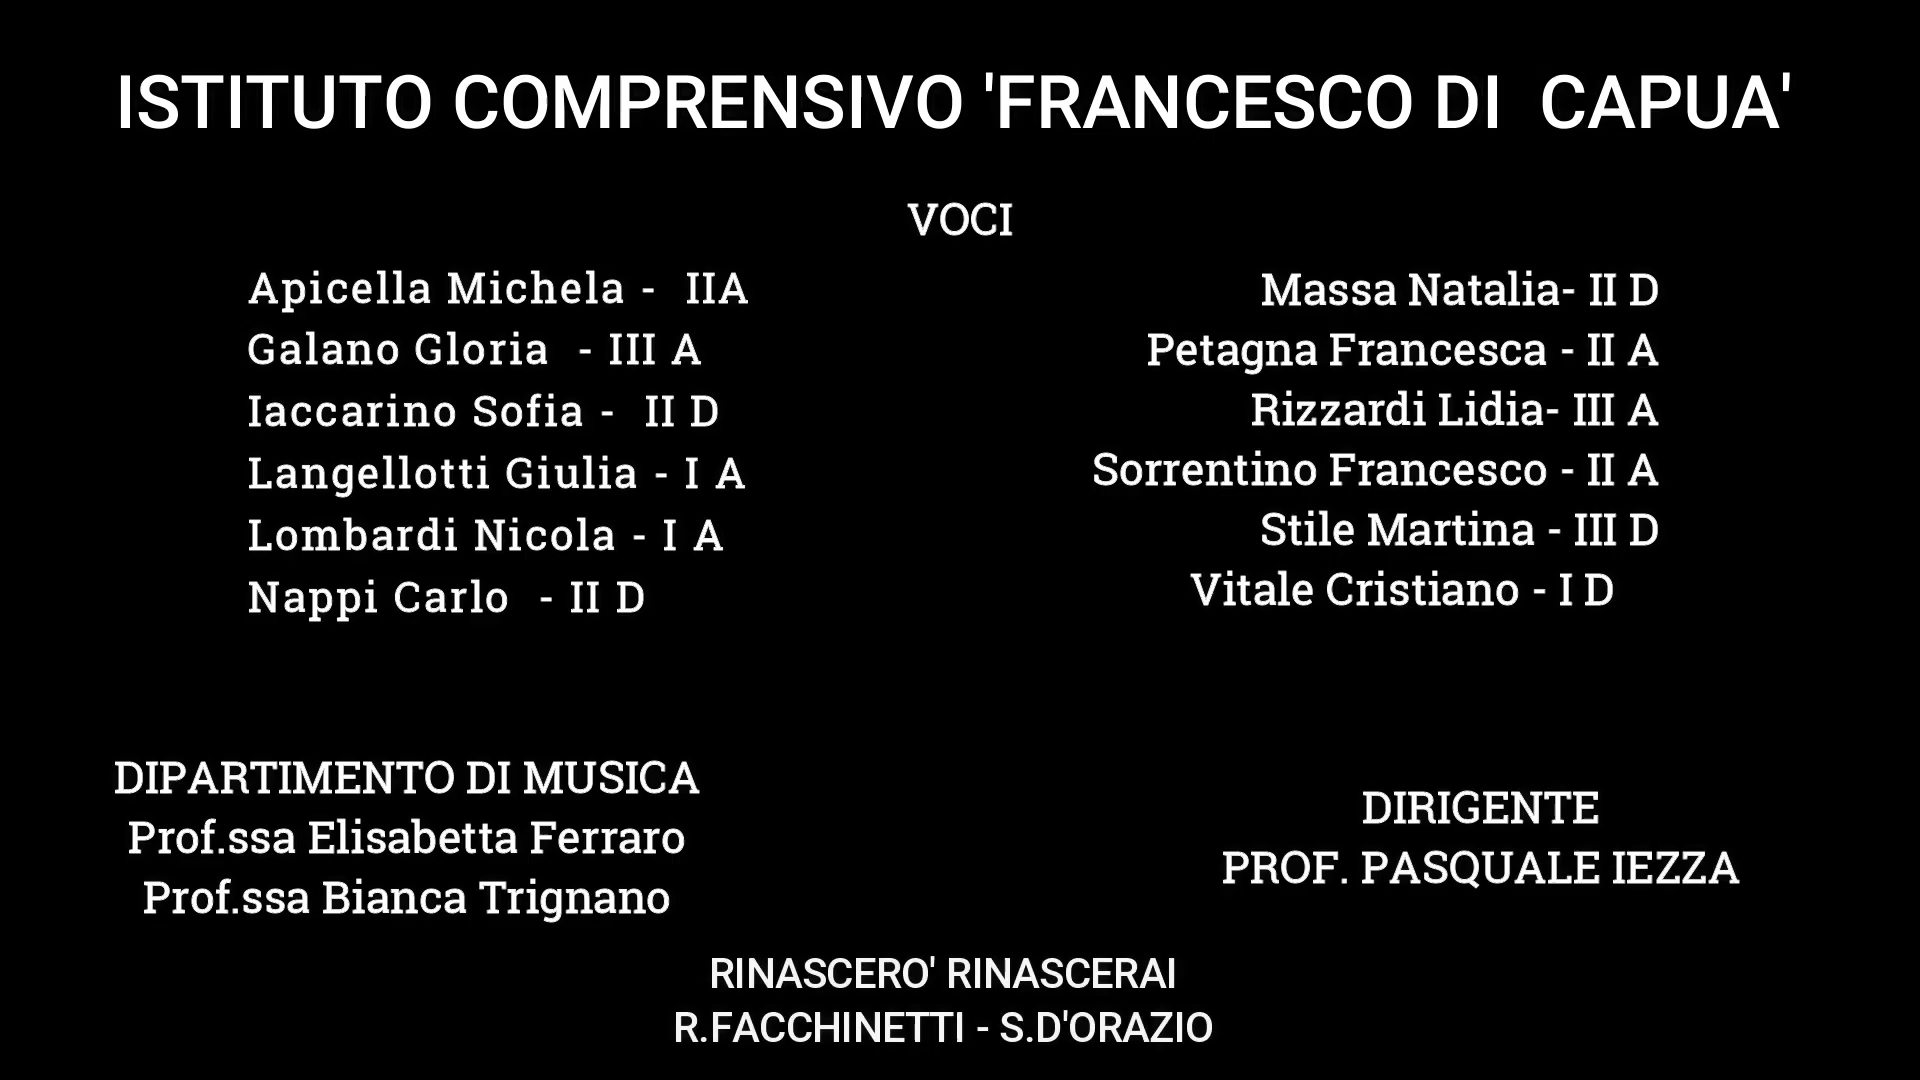 ISTITUTO COMPRENSIVO 'FRANCESCO DI  CAPUA'
VOCI
Apicella Michela -  IIA
Galano Gloria  - III A
Iaccarino Sofia -  II D
Langellotti Giulia - I A
Lombardi Nicola - I A
Nappi Carlo  - II D
Massa Natalia- II D
Petagna Francesca - II A
Rizzardi Lidia- III A
Sorrentino Francesco - II A
Stile Martina - III D
Vitale Cristiano - I D
DIPARTIMENTO DI MUSICA
Prof.ssa Elisabetta Ferraro
Prof.ssa Bianca Trignano
DIRIGENTE
PROF. PASQUALE IEZZA
RINASCERO' RINASCERAI
R.FACCHINETTI - S.D'ORAZIO